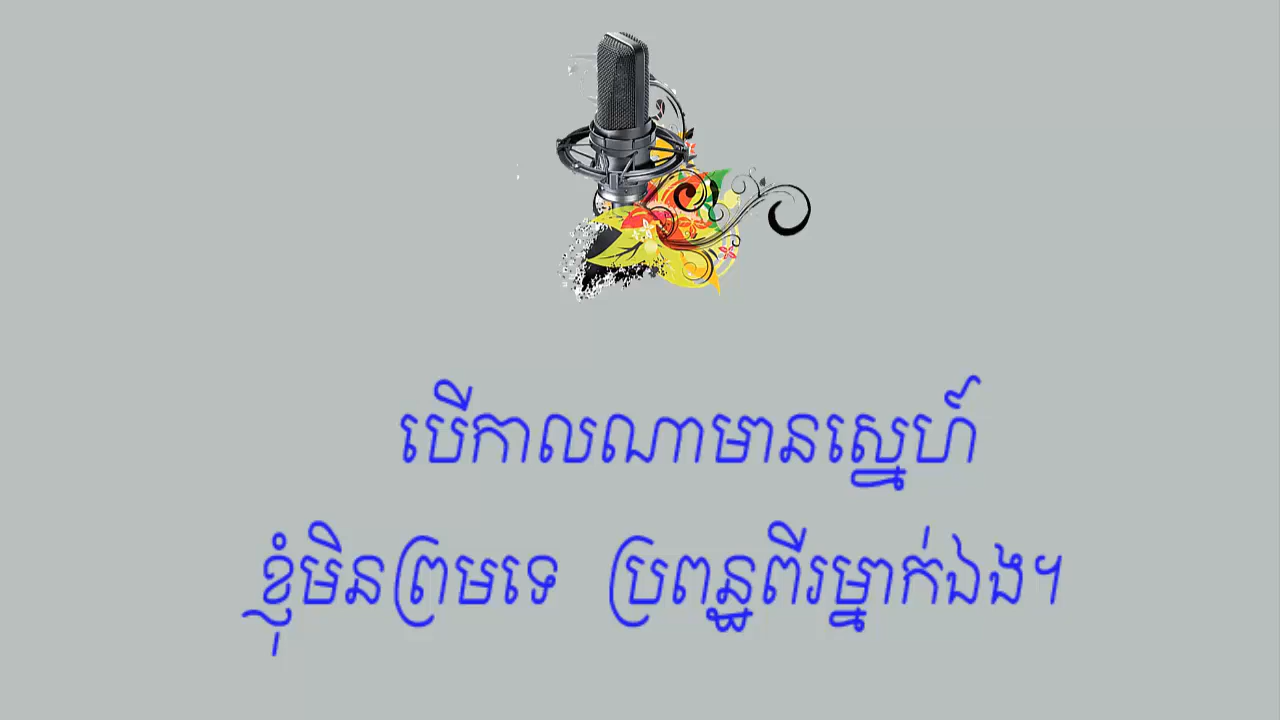 បើកាលណាមានស្នេហ៍
ខ្ញុំមិនព្រមទេ ប្រពន្ធពីរម្នាក់ឯង។